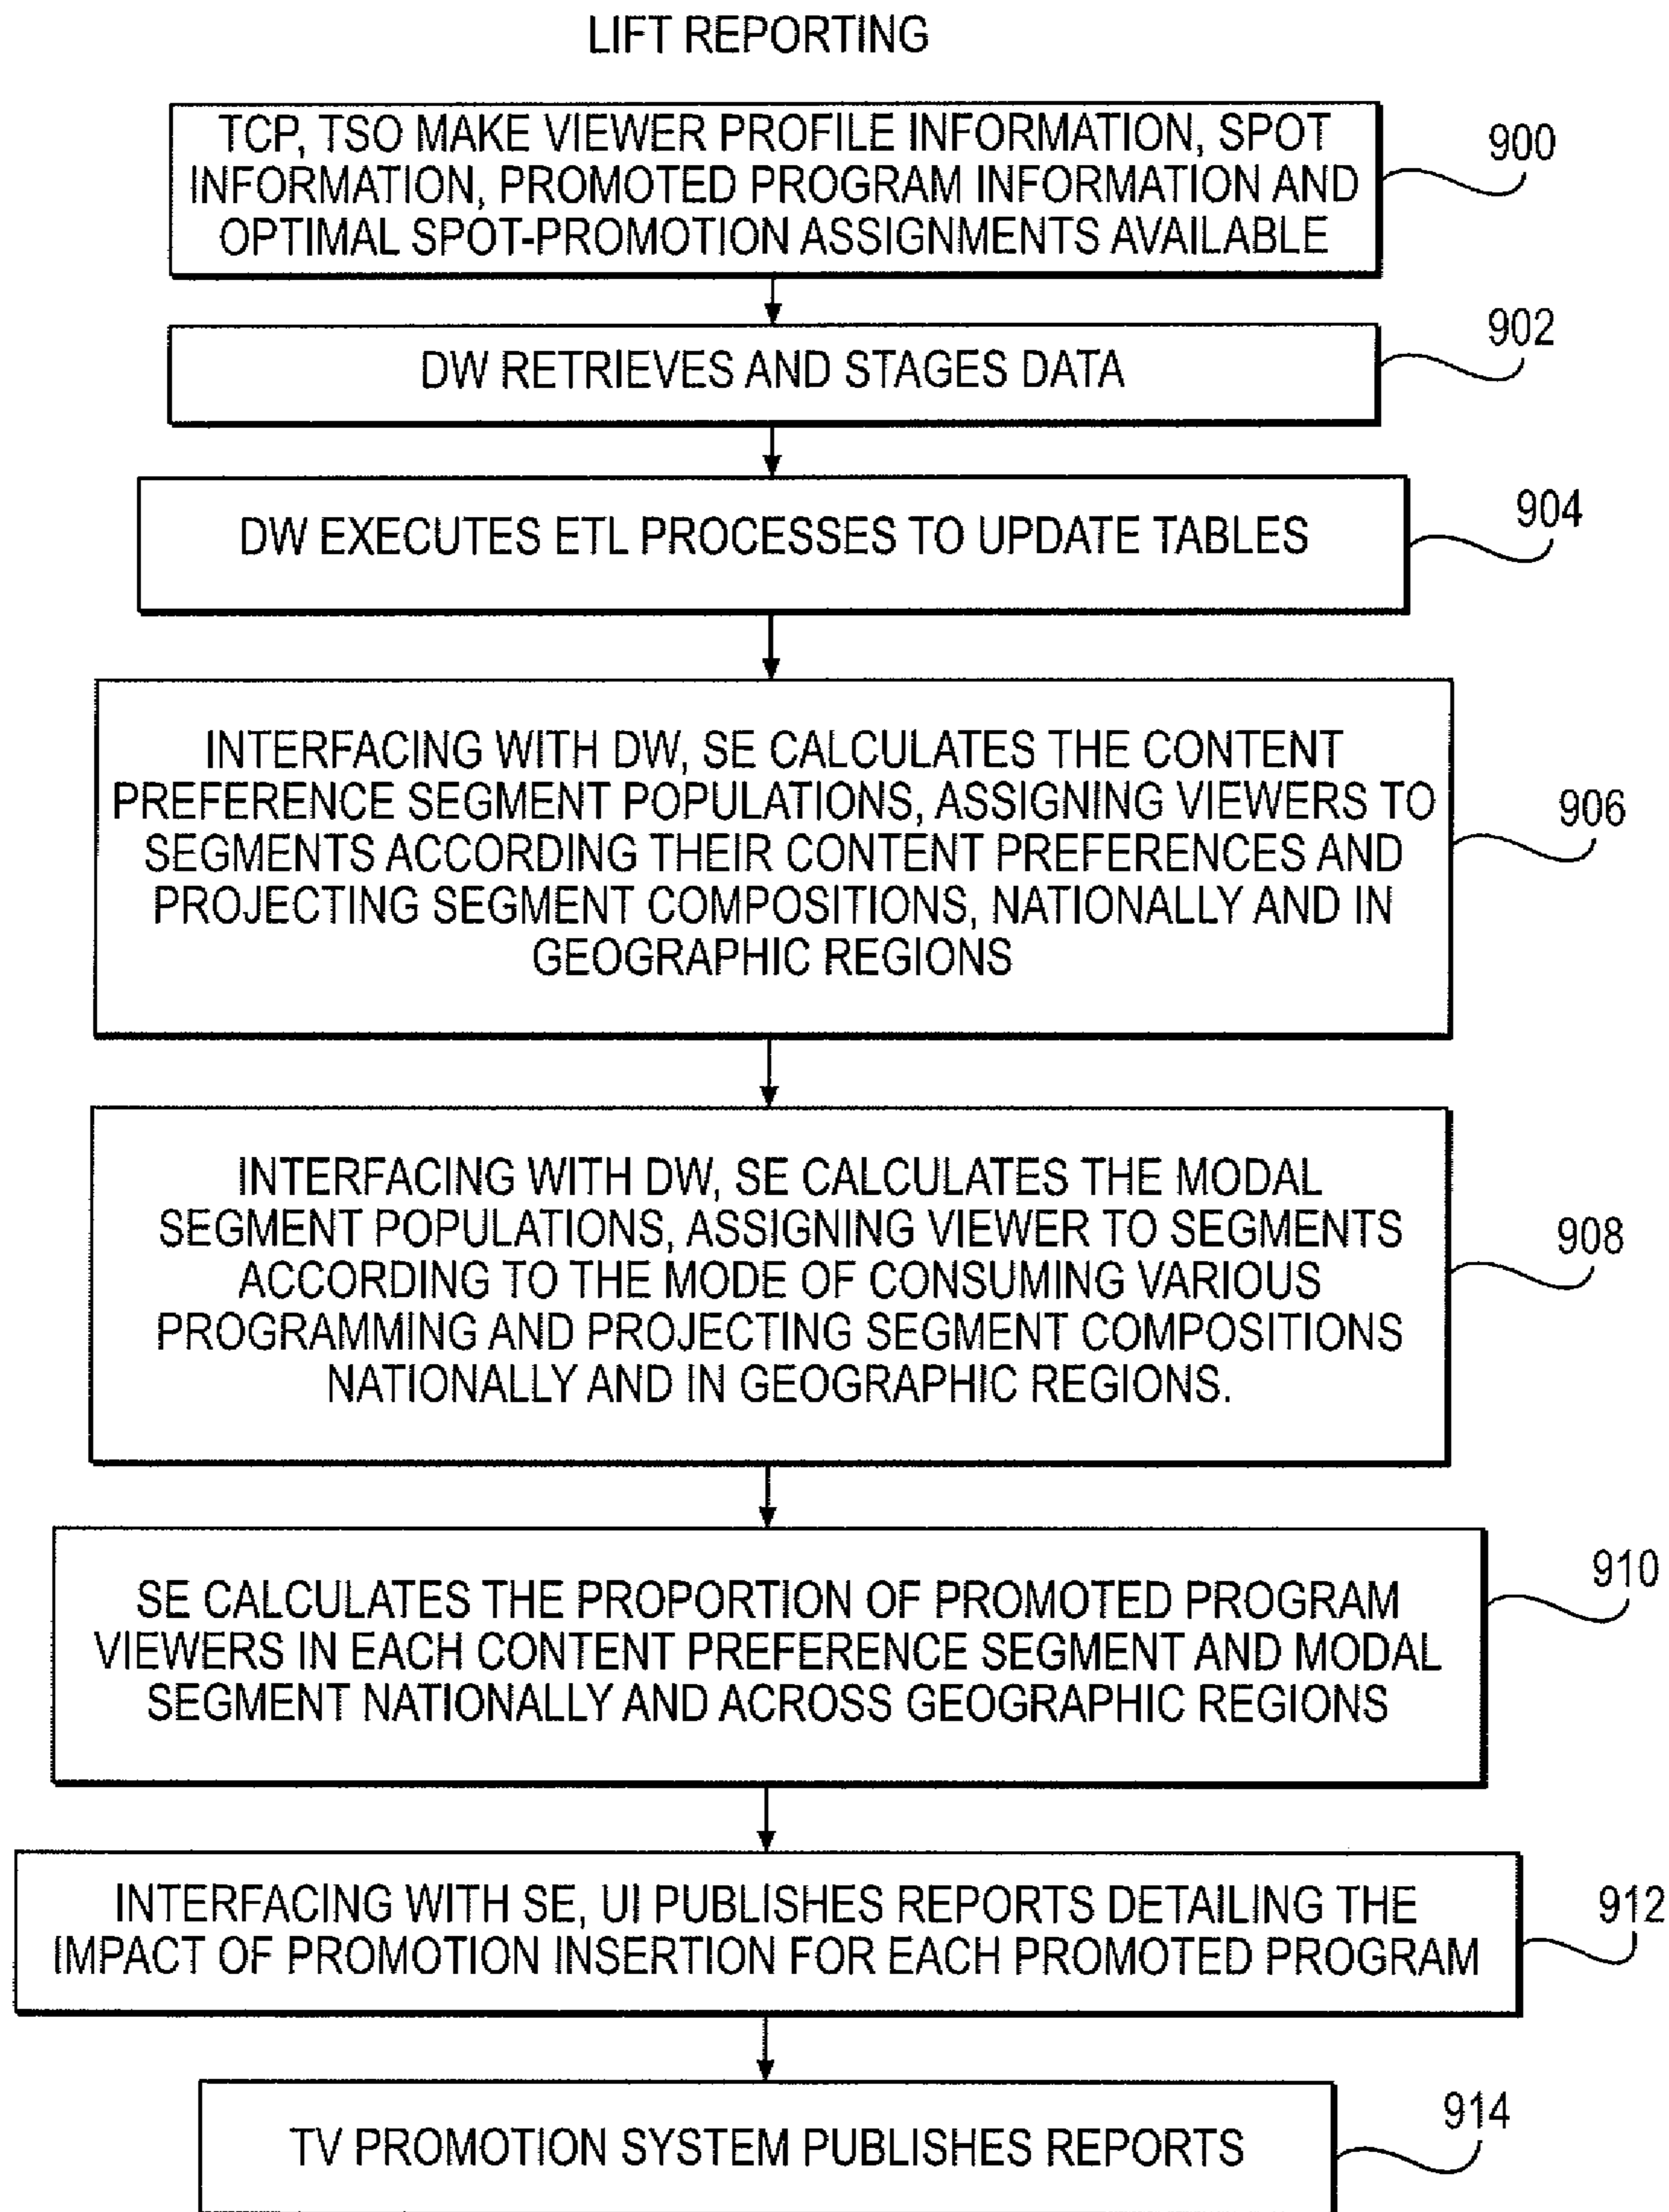 LIFT REPORTING
TCP, TSO MAKE VIEWER PROFILE INFORMATION, SPOT
INFORMATION, PROMOTED PROGRAM INFORMATION AND
OPTIMAL SPOT-PROMOTION ASSIGNMENTS AVAILABLE
900
DW RETRIEVES AND STAGES DATA
902
DW EXECUTES ETL PROCESSES TO UPDATE TABLES
904
INTERFACING WITH DW, SE CALCULATES THE CONTENT
PREFERENCE SEGMENT POPULATIONS, ASSIGNING VIEWERS TO
SEGMENTS ACCORDING THEIR CONTENT PREFERENCES AND
PROJECTING SEGMENT COMPOSITIONS, NATIONALLY AND IN
GEOGRAPHIC REGIONS
906
INTERFACING WITH DW, SE CALCULATES THE MODAL
SEGMENT POPULATIONS, ASSIGNING VIEWER TO SEGMENTS
ACCORDING TO THE MODE OF CONSUMING VARIOUS
PROGRAMMING AND PROJECTING SEGMENT COMPOSITIONS
NATIONALLY AND IN GEOGRAPHIC REGIONS.
908
SE CALCULATES THE PROPORTION OF PROMOTED PROGRAM
VIEWERS IN EACH CONTENT PREFERENCE SEGMENT AND MODAL
SEGMENT NATIONALLY AND ACROSS GEOGRAPHIC REGIONS
910
INTERFACING WITH SE, UI PUBLISHES REPORTS DETAILING THE
IMPACT OF PROMOTION INSERTION FOR EACH PROMOTED PROGRAM
912
TV PROMOTION SYSTEM PUBLISHES REPORTS
914